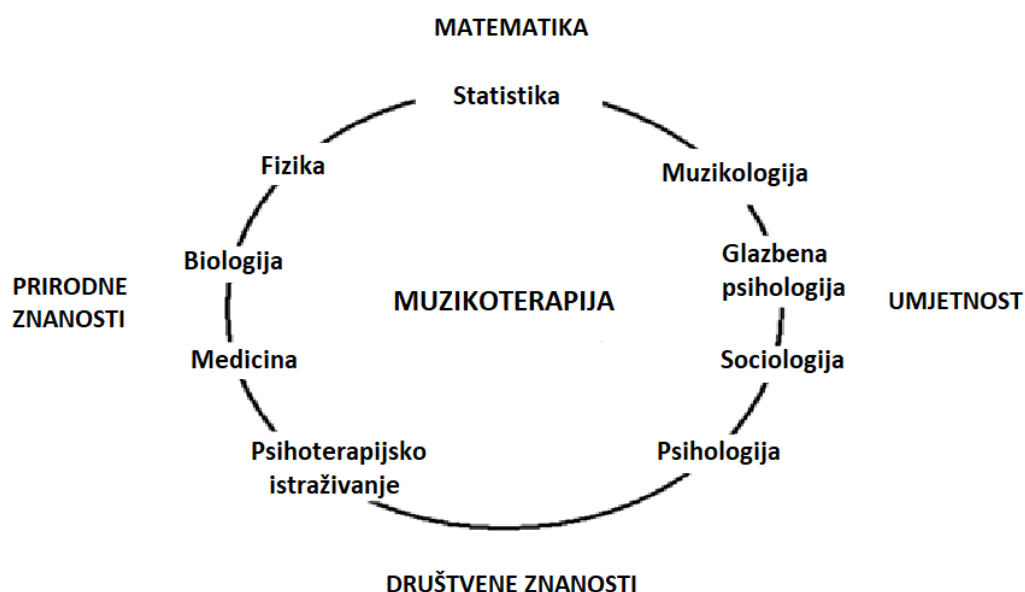 MATEMATIKA
Statistika
Fizika
Muzikologija
Biologija
Glazbena
psihologija
PRIRODNE
ZNANOSTI
MUZIKOTERAPIJA
UMJETNOST
Medicina
Sociologija
Psihoterapijsko
istraživanje
Psihologija
DRUŠTVENE ZNANOSTI